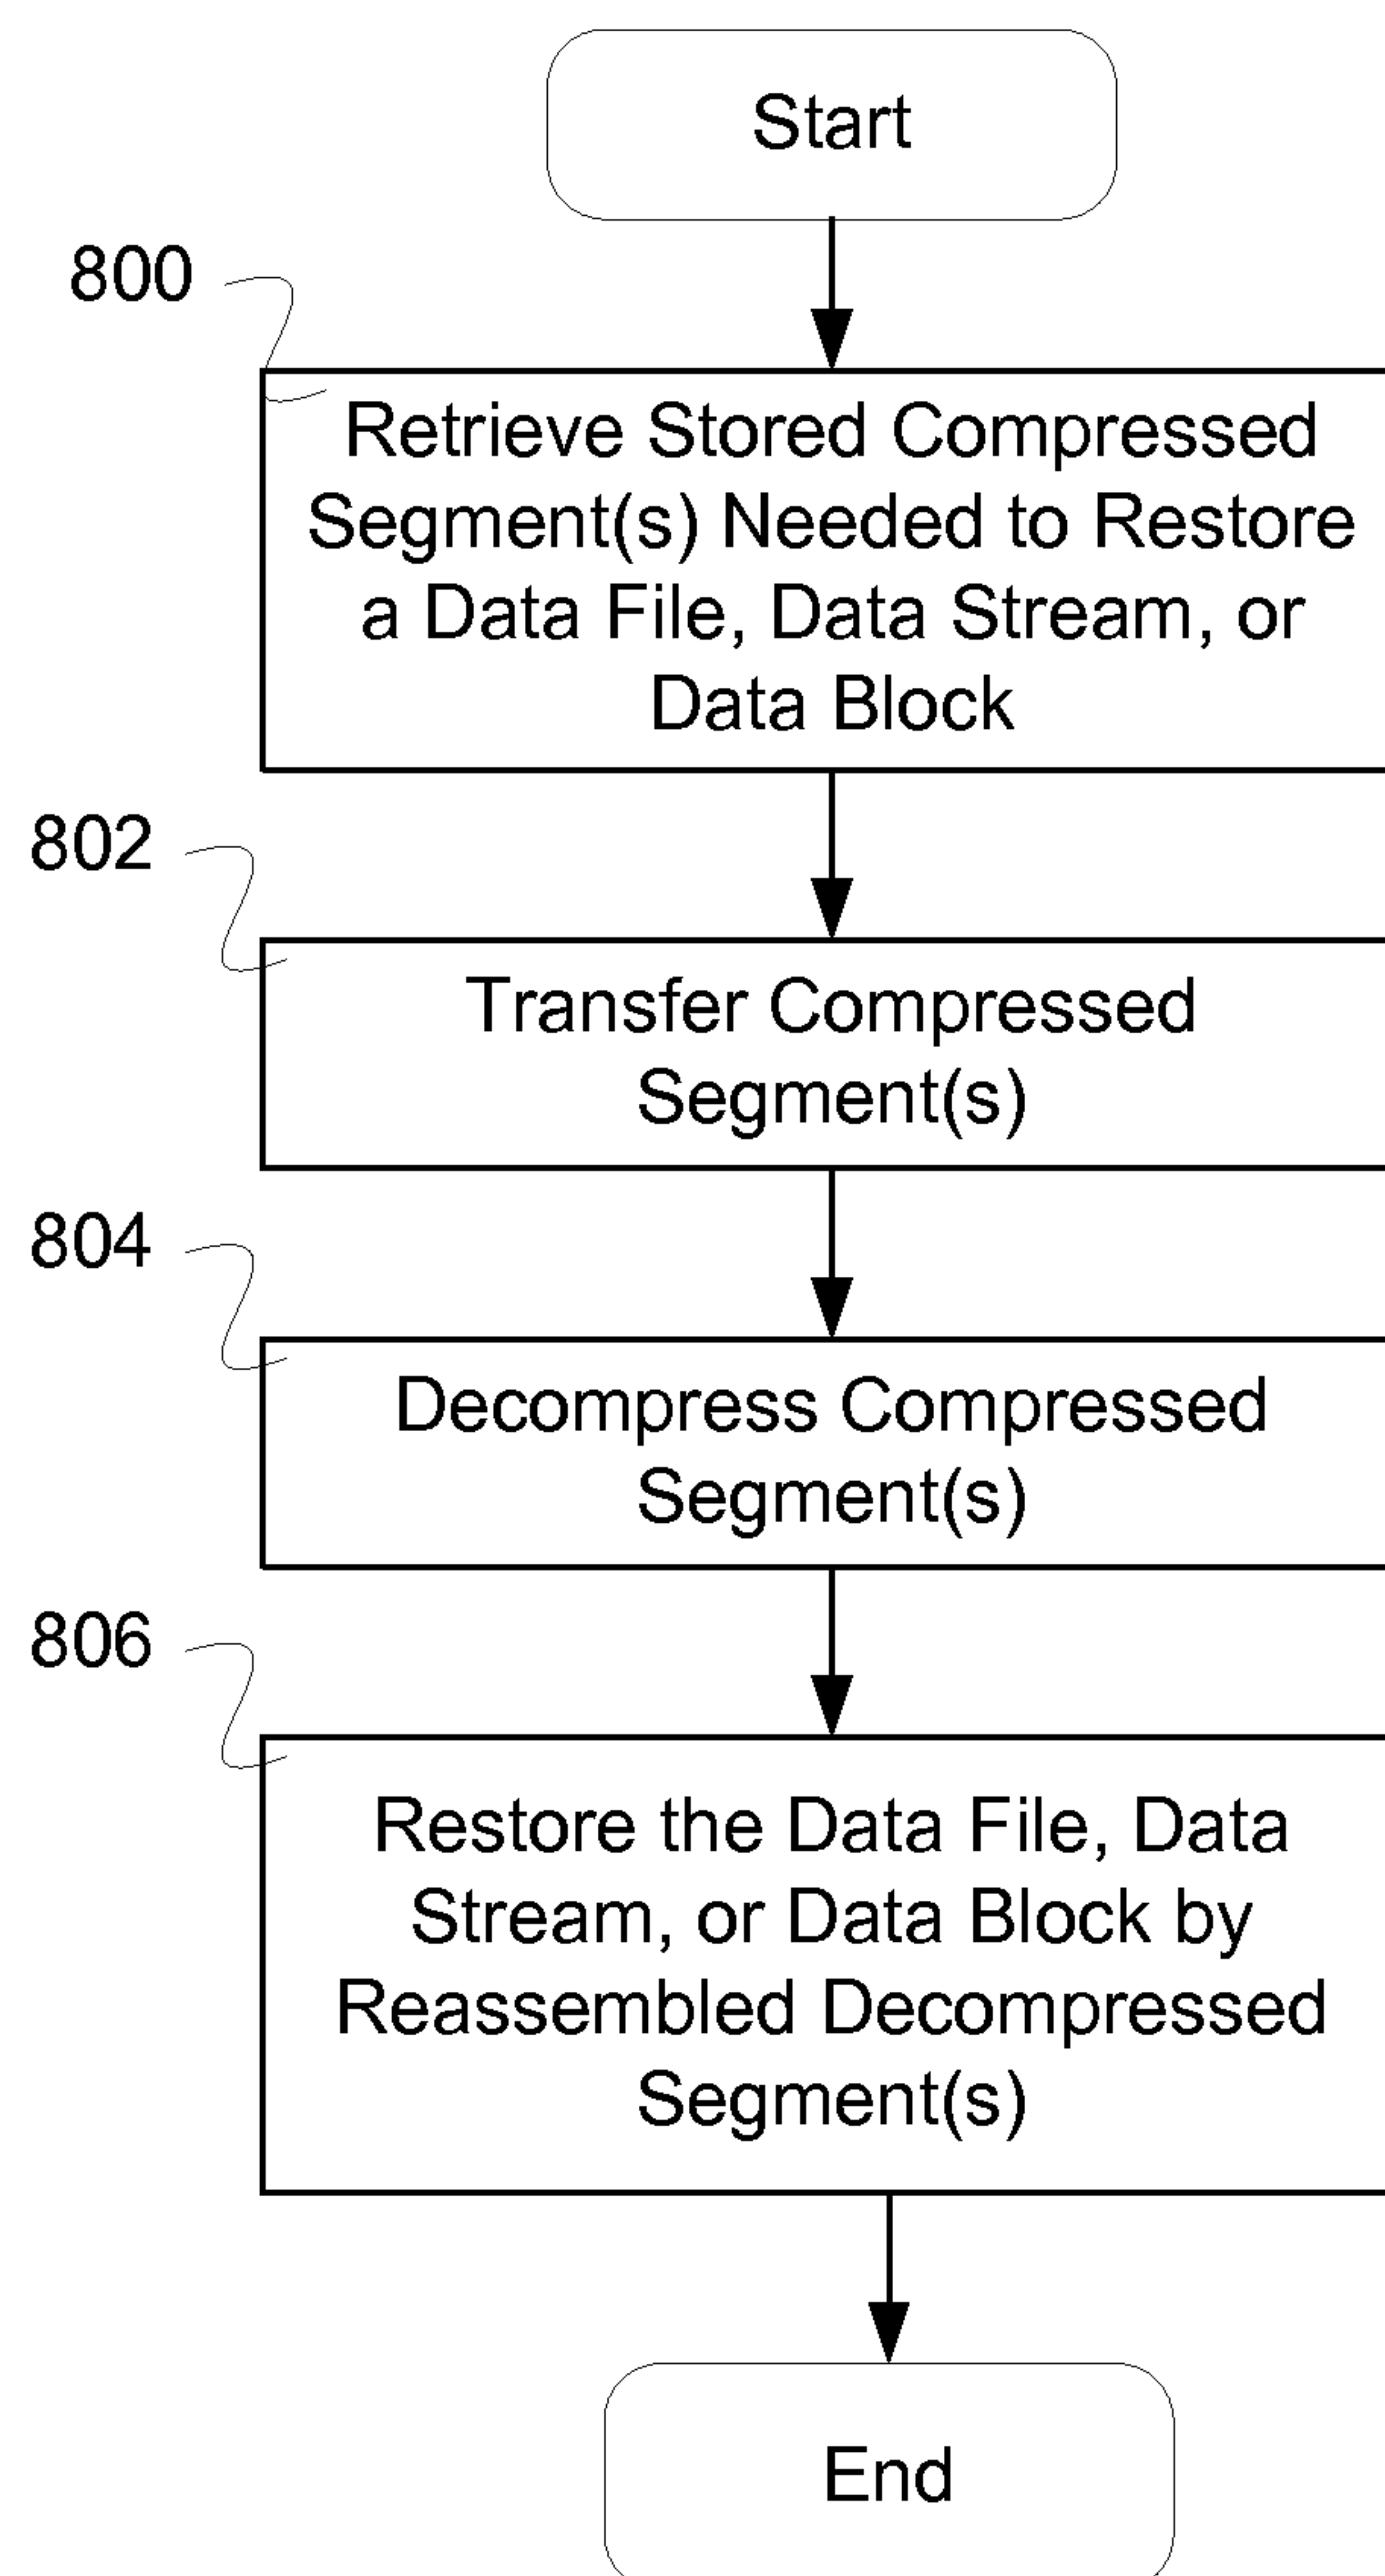 Start
800
Retrieve Stored Compressed
Segment(s) Needed to Restore
a Data File, Data Stream, or
Data Block
802
Transfer Compressed
Segment(s)
804
Decompress Compressed
Segment(s)
806
Restore the Data File, Data
Stream, or Data Block by
Reassembled Decompressed
Segment(s)
End